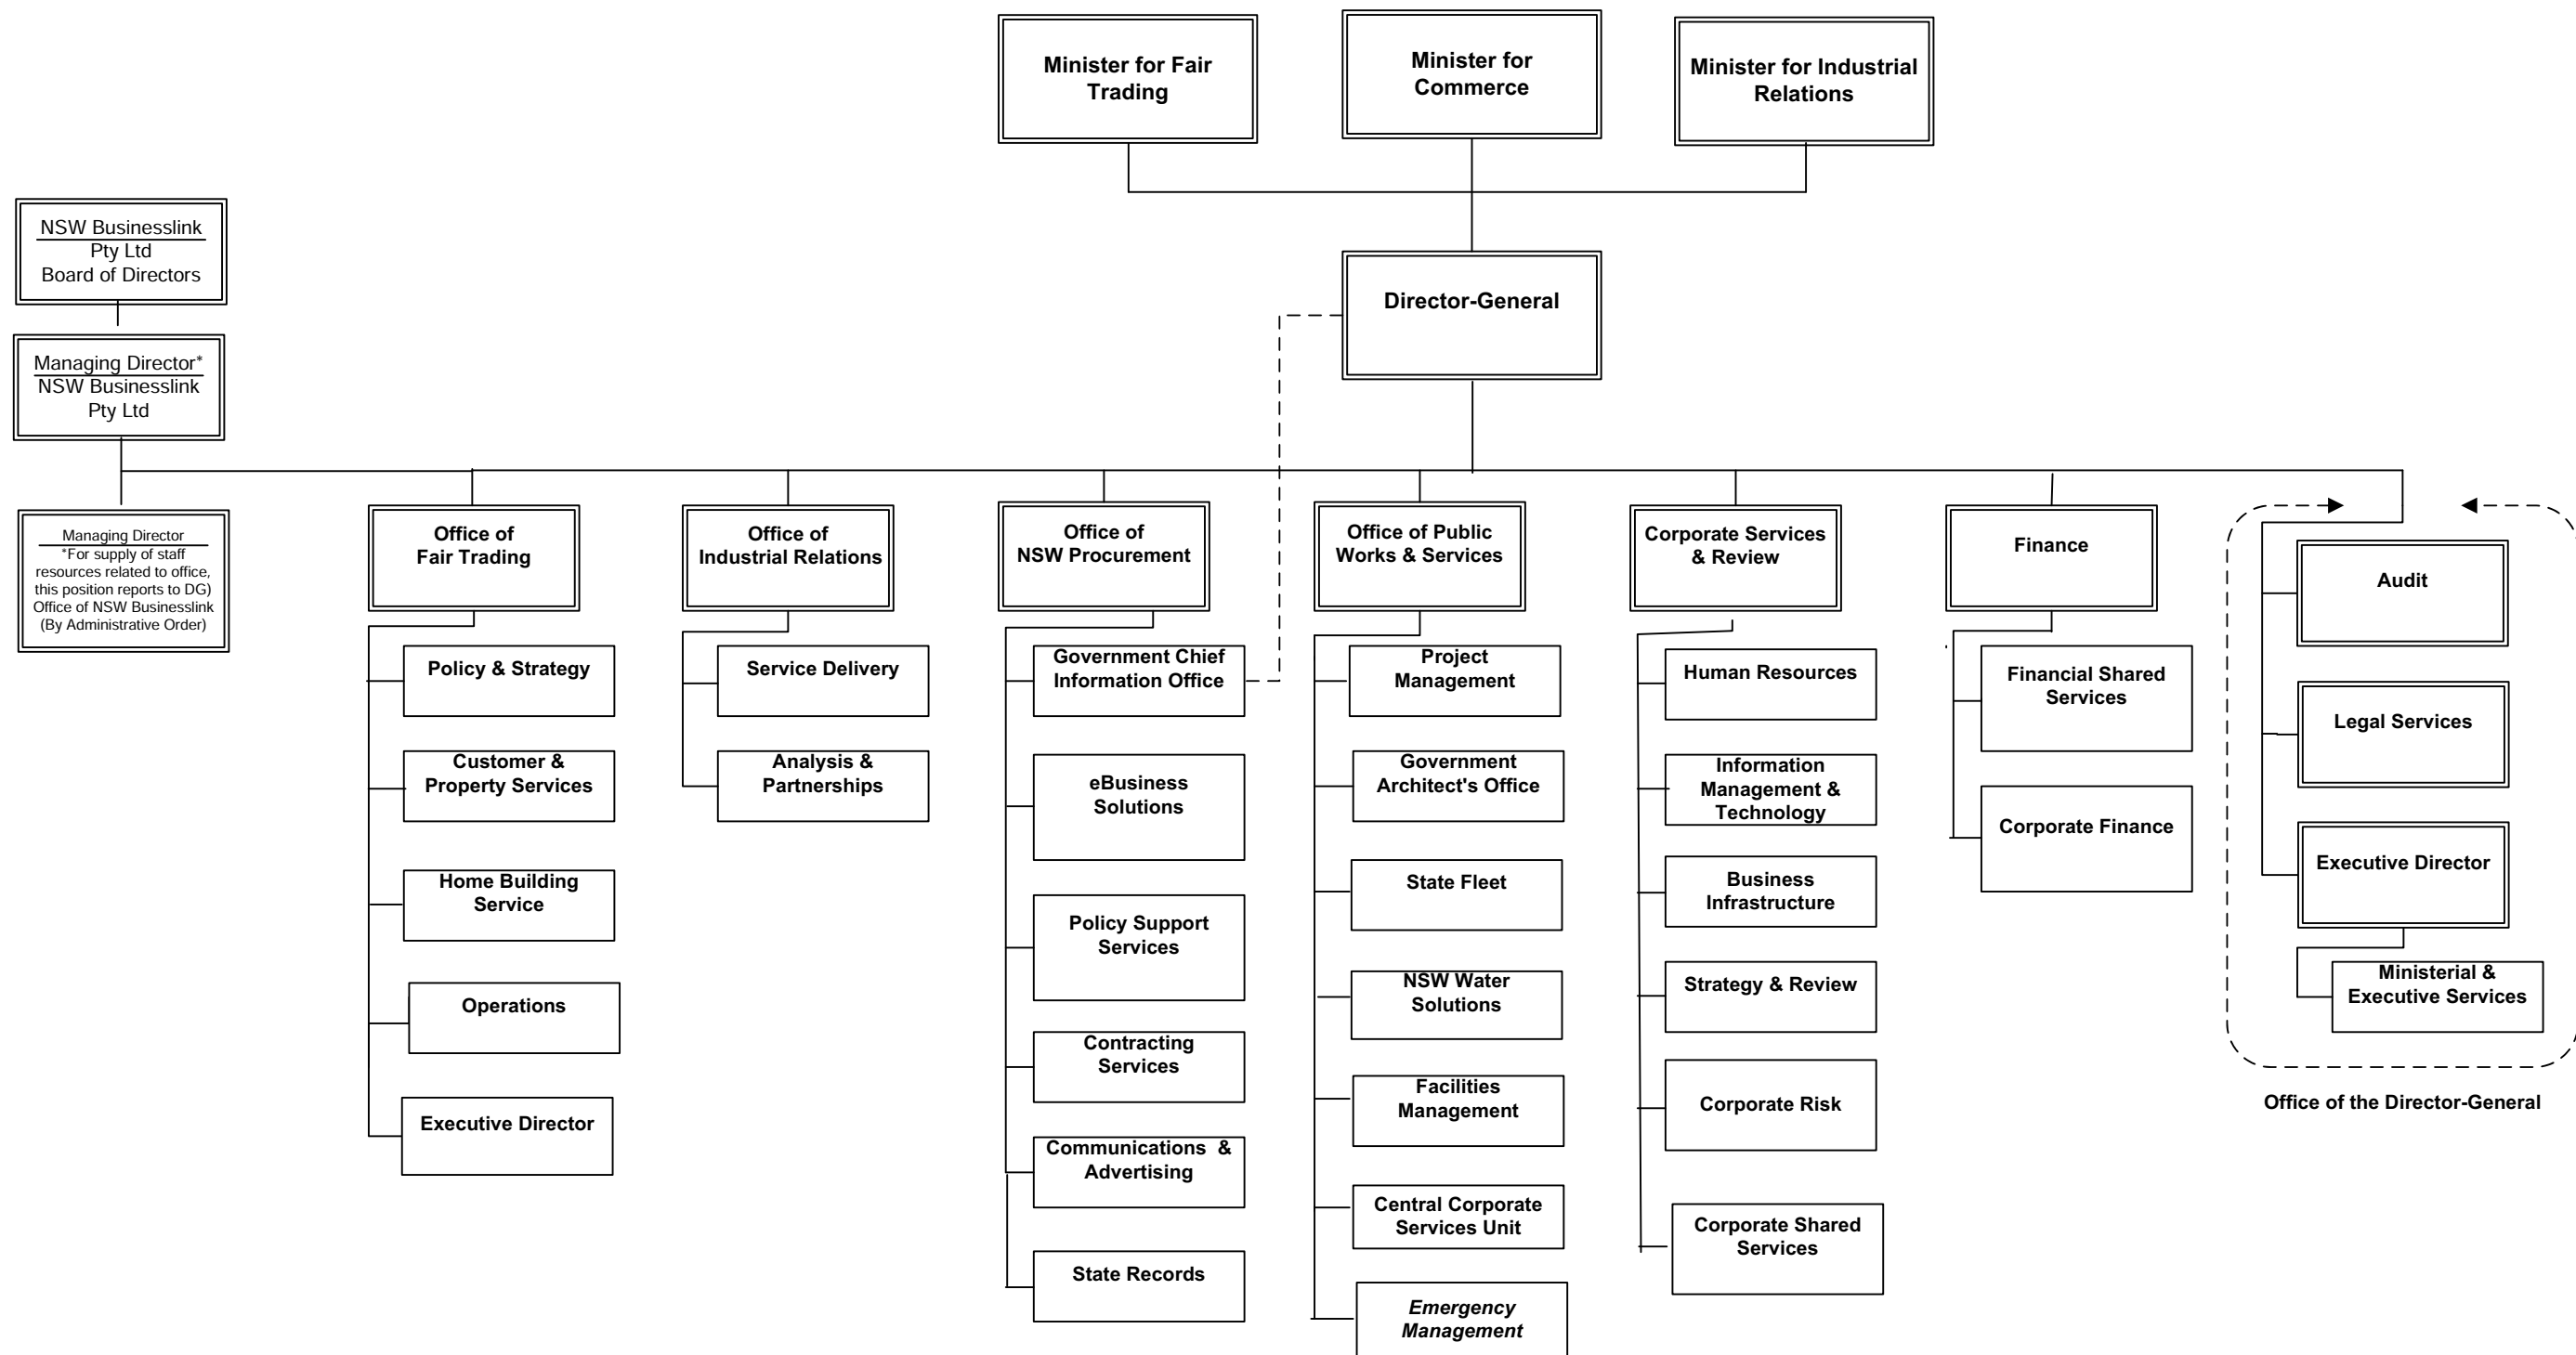 Minister for Fair
Trading
Minister for
Commerce
Minister for Industrial
Relations
NSW Businesslink
Pty Ltd
Board of Directors
Director-General
Managing Director*
NSW Businesslink
Pty Ltd
Managing Director
*For supply of staff
resources related to office,
this position reports to DG)
Office of NSW Businesslink
(By Administrative Order)
Office of
Fair Trading
Policy & Strategy
Customer &
Property Services
Home Building
Service
Operations
Executive Director
Office of
Industrial Relations
Service Delivery
Analysis &
Partnerships
Office of
NSW Procurement
Government Chief
Information Office
eBusiness
Solutions
Policy Support
Services
Contracting
Services
Communications  &
Advertising
State Records
Office of Public
Works & Services
Project
Management
Government
Architect's Office
State Fleet
NSW Water
Solutions
Facilities
Management
Central Corporate
Services Unit
Emergency
Management
Corporate Services
& Review
Human Resources
Information
Management &
Technology
Business
Infrastructure
Strategy & Review
Corporate Risk
Corporate Shared
Services
Finance
Financial Shared
Services
Corporate Finance
Audit
Legal Services
Executive Director
Ministerial &
Executive Services
Office of the Director-General